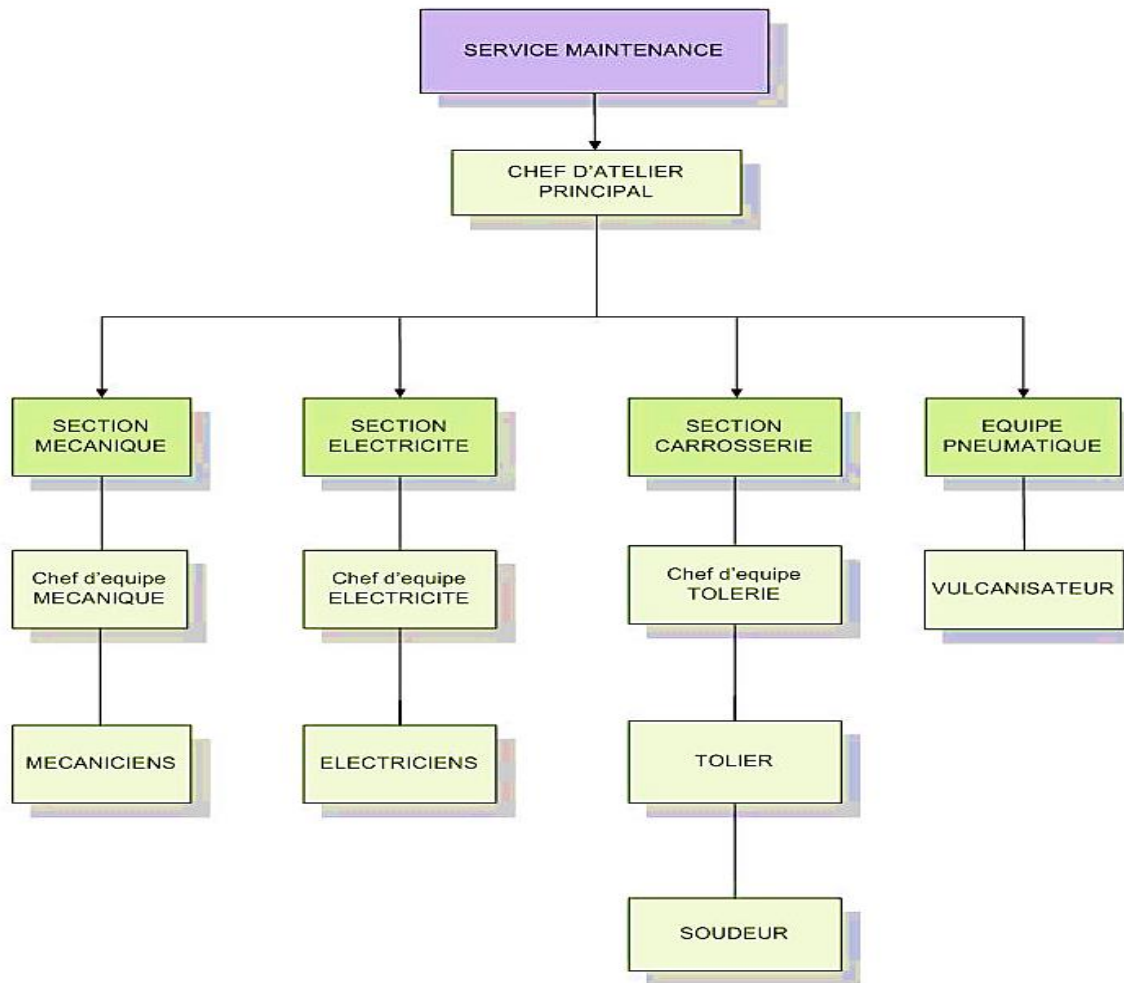 SERVICE MAINTENANCE
CHEF D'ATELIER
PRINCIPAL
SECTION
MECANIQUE
SECTION
ELECTRICITE
SECTION
CARROSSERIE
EQUIPE
PNEUMATIQUE
Chef d'equipe
MECANIQUE
Chef d'equipe
ELECTRICITE
Chef d'equipe
TOLERIE
VULCANISATEUR
MECANICIENS
ELECTRICIENS
TOLIER
SOUDEUR